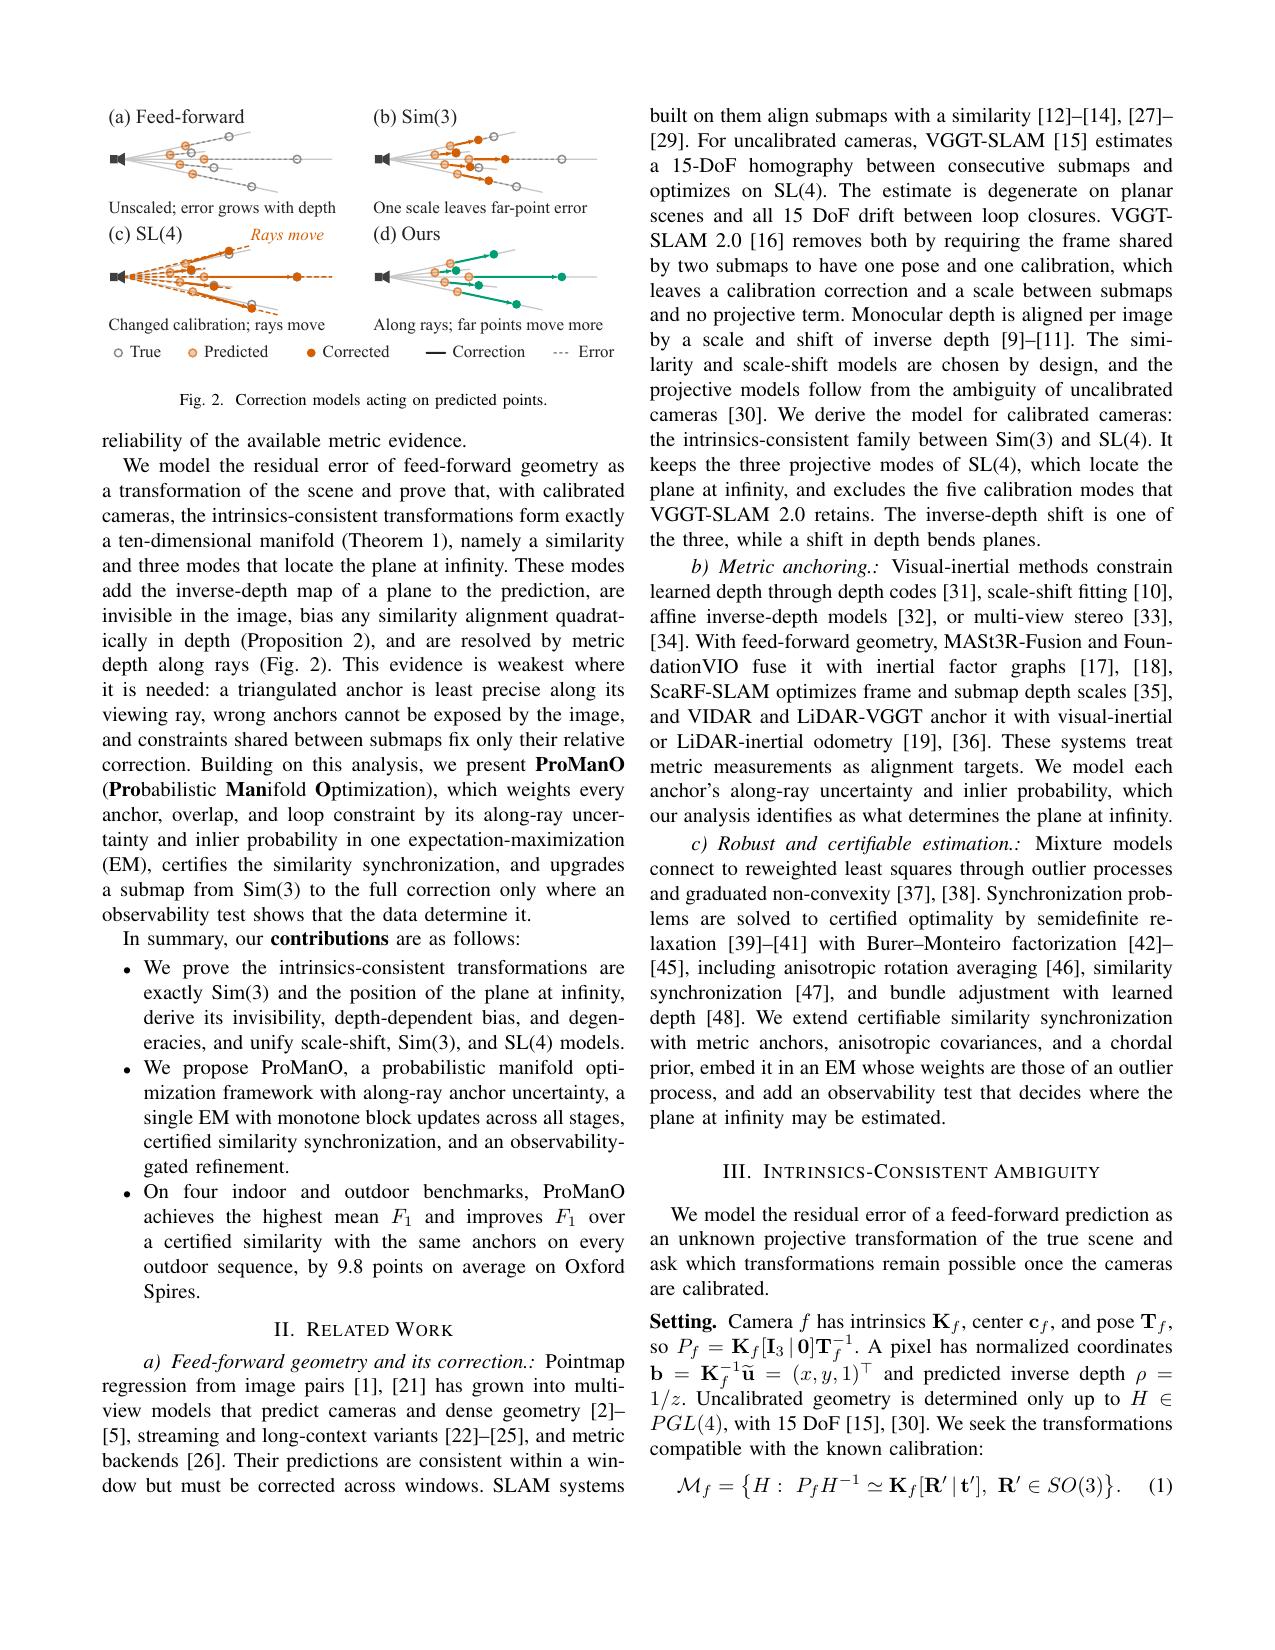 (a) Feed-forward
(b) Sim(3)
Unscaled; error grows with depth
One scale leaves far-point error
(c) SL(4)
Rays move
(d) Ours
Changed calibration; rays move
Along rays; far points move more
True
Predicted
Corrected
Correction
Error
Fig. 2. Correction models acting on predicted points.
reliability of the available metric evidence.
We model the residual error of feed-forward geometry as
a transformation of the scene and prove that, with calibrated
cameras, the intrinsics-consistent transformations form exactly
a ten-dimensional manifold (Theorem 1), namely a similarity
and three modes that locate the plane at infinity. These modes
add the inverse-depth map of a plane to the prediction, are
invisible in the image, bias any similarity alignment quadrat-
ically in depth (Proposition 2), and are resolved by metric
depth along rays (Fig. 2). This evidence is weakest where
it is needed: a triangulated anchor is least precise along its
viewing ray, wrong anchors cannot be exposed by the image,
and constraints shared between submaps fix only their relative
correction. Building on this analysis, we present ProManO
(Probabilistic Manifold Optimization), which weights every
anchor, overlap, and loop constraint by its along-ray uncer-
tainty and inlier probability in one expectation-maximization
(EM), certifies the similarity synchronization, and upgrades
a submap from Sim(3) to the full correction only where an
observability test shows that the data determine it.
In summary, our contributions are as follows:
• We prove the intrinsics-consistent transformations are
exactly Sim(3) and the position of the plane at infinity,
derive its invisibility, depth-dependent bias, and degen-
eracies, and unify scale-shift, Sim(3), and SL(4) models.
• We propose ProManO, a probabilistic manifold opti-
mization framework with along-ray anchor uncertainty, a
single EM with monotone block updates across all stages,
certified similarity synchronization, and an observability-
gated refinement.
• On four indoor and outdoor benchmarks, ProManO
achieves the highest mean F₁ and improves F₁ over
a certified similarity with the same anchors on every
outdoor sequence, by 9.8 points on average on Oxford
Spires.
II. RELATED WORK
a) Feed-forward geometry and its correction.: Pointmap
regression from image pairs [1], [21] has grown into multi-
view models that predict cameras and dense geometry [2]–
[5], streaming and long-context variants [22]–[25], and metric
backends [26]. Their predictions are consistent within a win-
dow but must be corrected across windows. SLAM systems
built on them align submaps with a similarity [12]–[14], [27]–
[29]. For uncalibrated cameras, VGGT-SLAM [15] estimates
a 15-DoF homography between consecutive submaps and
optimizes on SL(4). The estimate is degenerate on planar
scenes and all 15 DoF drift between loop closures. VGGT-
SLAM 2.0 [16] removes both by requiring the frame shared
by two submaps to have one pose and one calibration, which
leaves a calibration correction and a scale between submaps
and no projective term. Monocular depth is aligned per image
by a scale and shift of inverse depth [9]–[11]. The simi-
larity and scale-shift models are chosen by design, and the
projective models follow from the ambiguity of uncalibrated
cameras [30]. We derive the model for calibrated cameras:
the intrinsics-consistent family between Sim(3) and SL(4). It
keeps the three projective modes of SL(4), which locate the
plane at infinity, and excludes the five calibration modes that
VGGT-SLAM 2.0 retains. The inverse-depth shift is one of
the three, while a shift in depth bends planes.
b) Metric anchoring.: Visual-inertial methods constrain
learned depth through depth codes [31], scale-shift fitting [10],
affine inverse-depth models [32], or multi-view stereo [33],
[34]. With feed-forward geometry, MASt3R-Fusion and Foun-
dationVIO fuse it with inertial factor graphs [17], [18],
ScaRF-SLAM optimizes frame and submap depth scales [35],
and VIDAR and LiDAR-VGGT anchor it with visual-inertial
or LiDAR-inertial odometry [19], [36]. These systems treat
metric measurements as alignment targets. We model each
anchor's along-ray uncertainty and inlier probability, which
our analysis identifies as what determines the plane at infinity.
c) Robust and certifiable estimation.: Mixture models
connect to reweighted least squares through outlier processes
and graduated non-convexity [37], [38]. Synchronization prob-
lems are solved to certified optimality by semidefinite re-
laxation [39]–[41] with Burer–Monteiro factorization [42]–
[45], including anisotropic rotation averaging [46], similarity
synchronization [47], and bundle adjustment with learned
depth [48]. We extend certifiable similarity synchronization
with metric anchors, anisotropic covariances, and a chordal
prior, embed it in an EM whose weights are those of an outlier
process, and add an observability test that decides where the
plane at infinity may be estimated.
III. INTRINSICS-CONSISTENT AMBIGUITY
We model the residual error of a feed-forward prediction as
an unknown projective transformation of the true scene and
ask which transformations remain possible once the cameras
are calibrated.
Setting. Camera f has intrinsics K_f, center c_f, and pose T_f,
so P_f = K_f[I₃ | 0]T_f⁻¹. A pixel has normalized coordinates
b = K_f⁻¹ũ = (x, y, 1)⊤ and predicted inverse depth ρ =
1/z. Uncalibrated geometry is determined only up to H ∈
PGL(4), with 15 DoF [15], [30]. We seek the transformations
compatible with the known calibration:
M_f = {H : P_f H⁻¹ ≃ K_f[R′ | t′], R′ ∈ SO(3)}. (1)